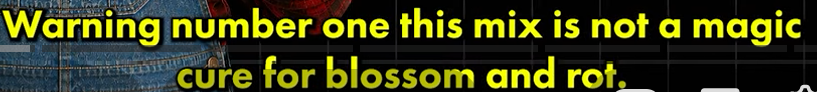 Warning number one this mix is not a magic
cure for blossom and rot.